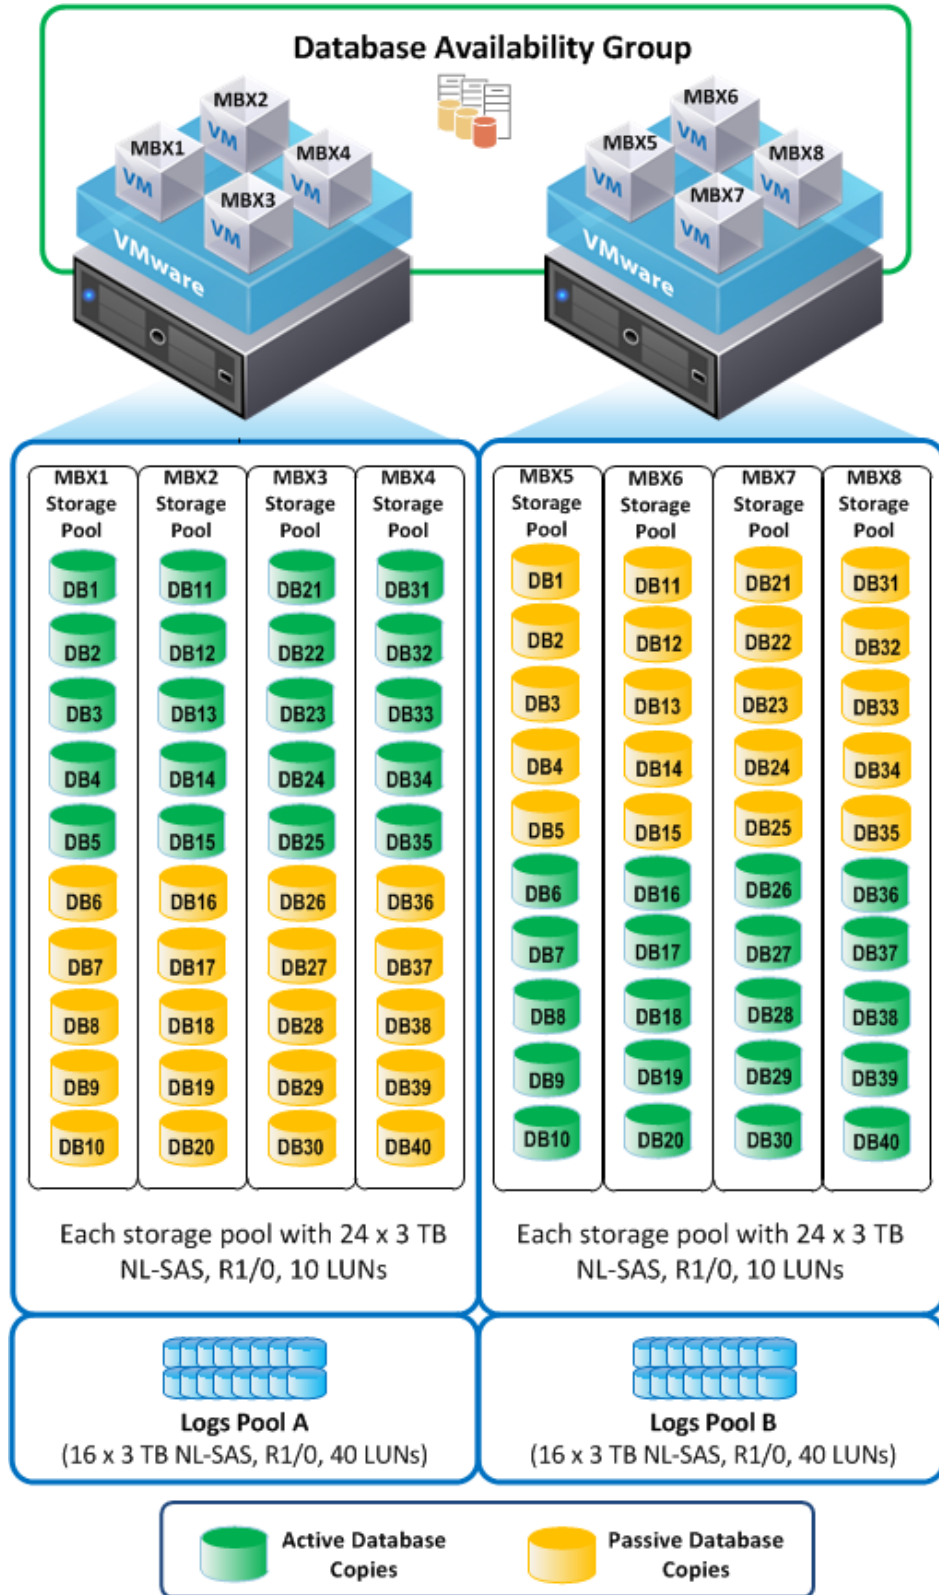 Database Availability Group
MBX2
VM
MBX1
VM
MBX4
VM
MBX3
VM
VMware
MBX6
VM
MBX5
VM
MBX8
VM
MBX7
VM
VMware
MBX1
Storage
Pool
DB1
DB2
DB3
DB4
DB5
DB6
DB7
DB8
DB9
DB10
MBX2
Storage
Pool
DB11
DB12
DB13
DB14
DB15
DB16
DB17
DB18
DB19
DB20
MBX3
Storage
Pool
DB21
DB22
DB23
DB24
DB25
DB26
DB27
DB28
DB29
DB30
MBX4
Storage
Pool
DB31
DB32
DB33
DB34
DB35
DB36
DB37
DB38
DB39
DB40
Each storage pool with 24 x 3 TB
NL-SAS, R1/0, 10 LUNs
MBX5
Storage
Pool
DB1
DB2
DB3
DB4
DB5
DB6
DB7
DB8
DB9
DB10
MBX6
Storage
Pool
DB11
DB12
DB13
DB14
DB15
DB16
DB17
DB18
DB19
DB20
MBX7
Storage
Pool
DB21
DB22
DB23
DB24
DB25
DB26
DB27
DB28
DB29
DB30
MBX8
Storage
Pool
DB31
DB32
DB33
DB34
DB35
DB36
DB37
DB38
DB39
DB40
Each storage pool with 24 x 3 TB
NL-SAS, R1/0, 10 LUNs
Logs Pool A
(16 x 3 TB NL-SAS, R1/0, 40 LUNs)
Logs Pool B
(16 x 3 TB NL-SAS, R1/0, 40 LUNs)
Active Database
Copies
Passive Database
Copies